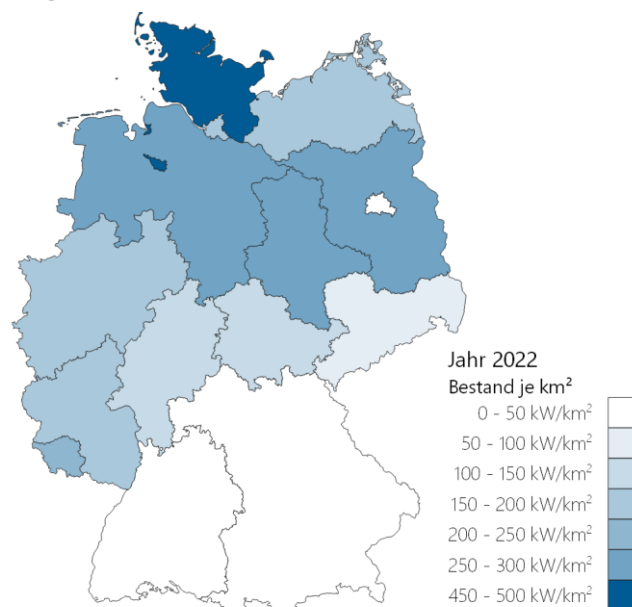 Jahr 2022
Bestand je km²
0 - 50 kW/km²
50 - 100 kW/km²
100 - 150 kW/km²
150 - 200 kW/km²
200 - 250 kW/km²
250 - 300 kW/km²
450 - 500 kW/km²